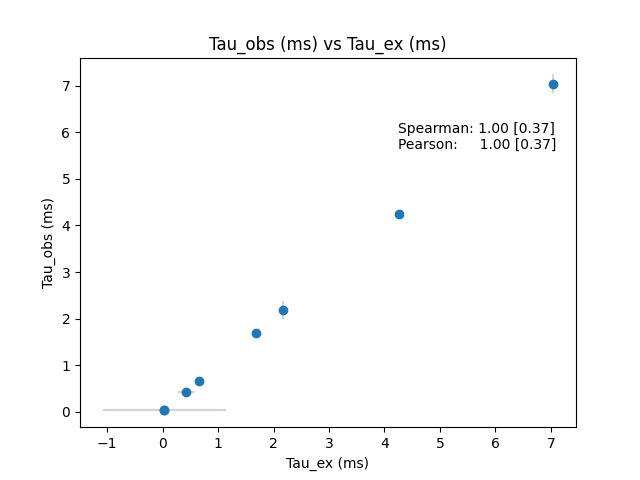 Tau_obs (ms) vs Tau_ex (ms)
7
6
5
4
3
2
1
0
Tau_obs (ms)
Spearman: 1.00 [0.37]
Pearson: 1.00 [0.37]
−1 0 1 2 3 4 5 6 7
Tau_ex (ms)